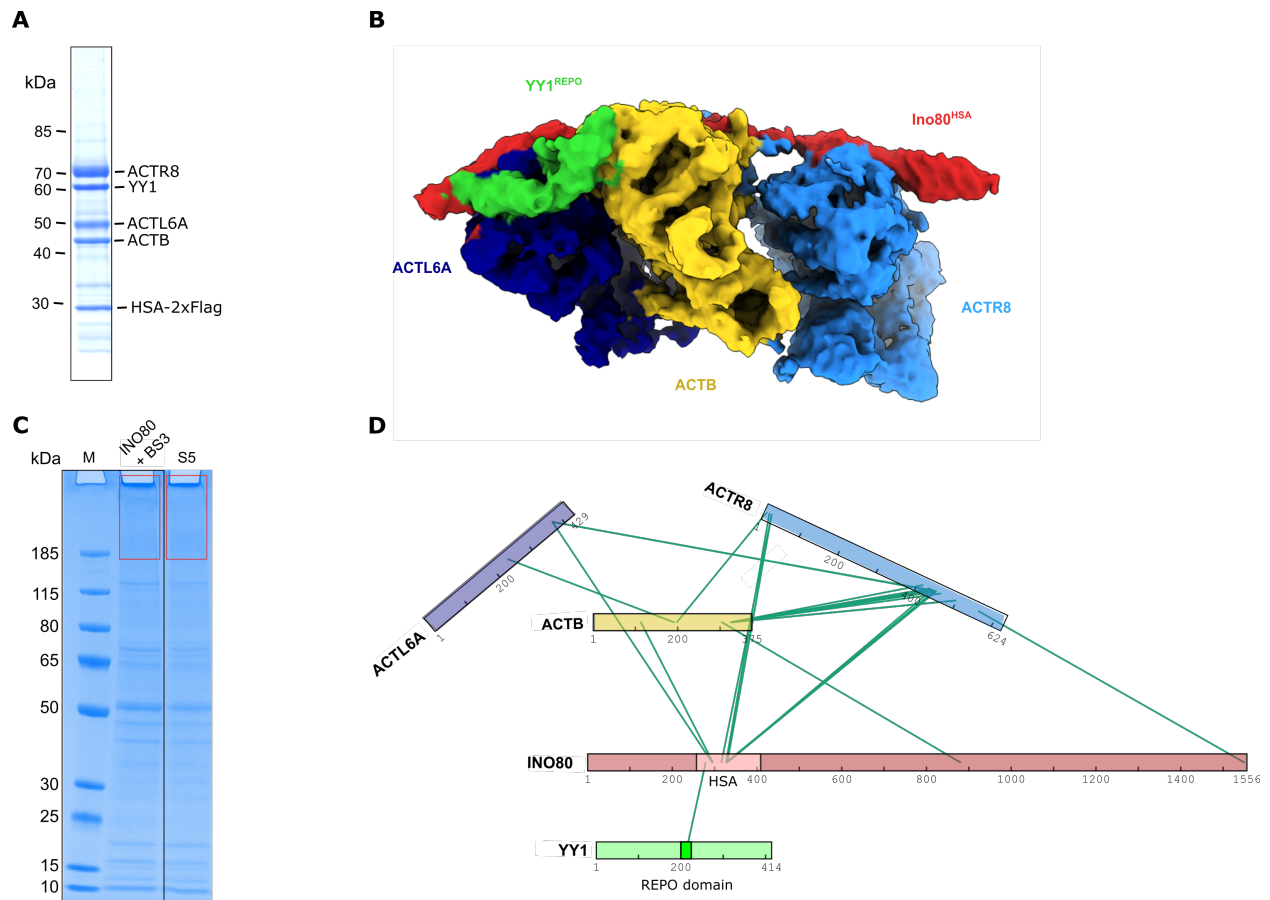 A
kDa
85
70
60
50
40
30
ACTR8
YY1
ACTL6A
ACTB
HSA-2xFlag
B
YY1REPO
Ino80HSA
ACTL6A
ACTR8
ACTB
C
kDa
M
INO80
+ BS3
S5
185
115
80
65
50
30
25
15
10
D
ACTL6A
1
200
429
ACTR8
1
200
400
624
ACTB
1
200
375
INO80
1
200
400
600
800
1000
1200
1400
1556
HSA
YY1
1
200
414
REPO domain